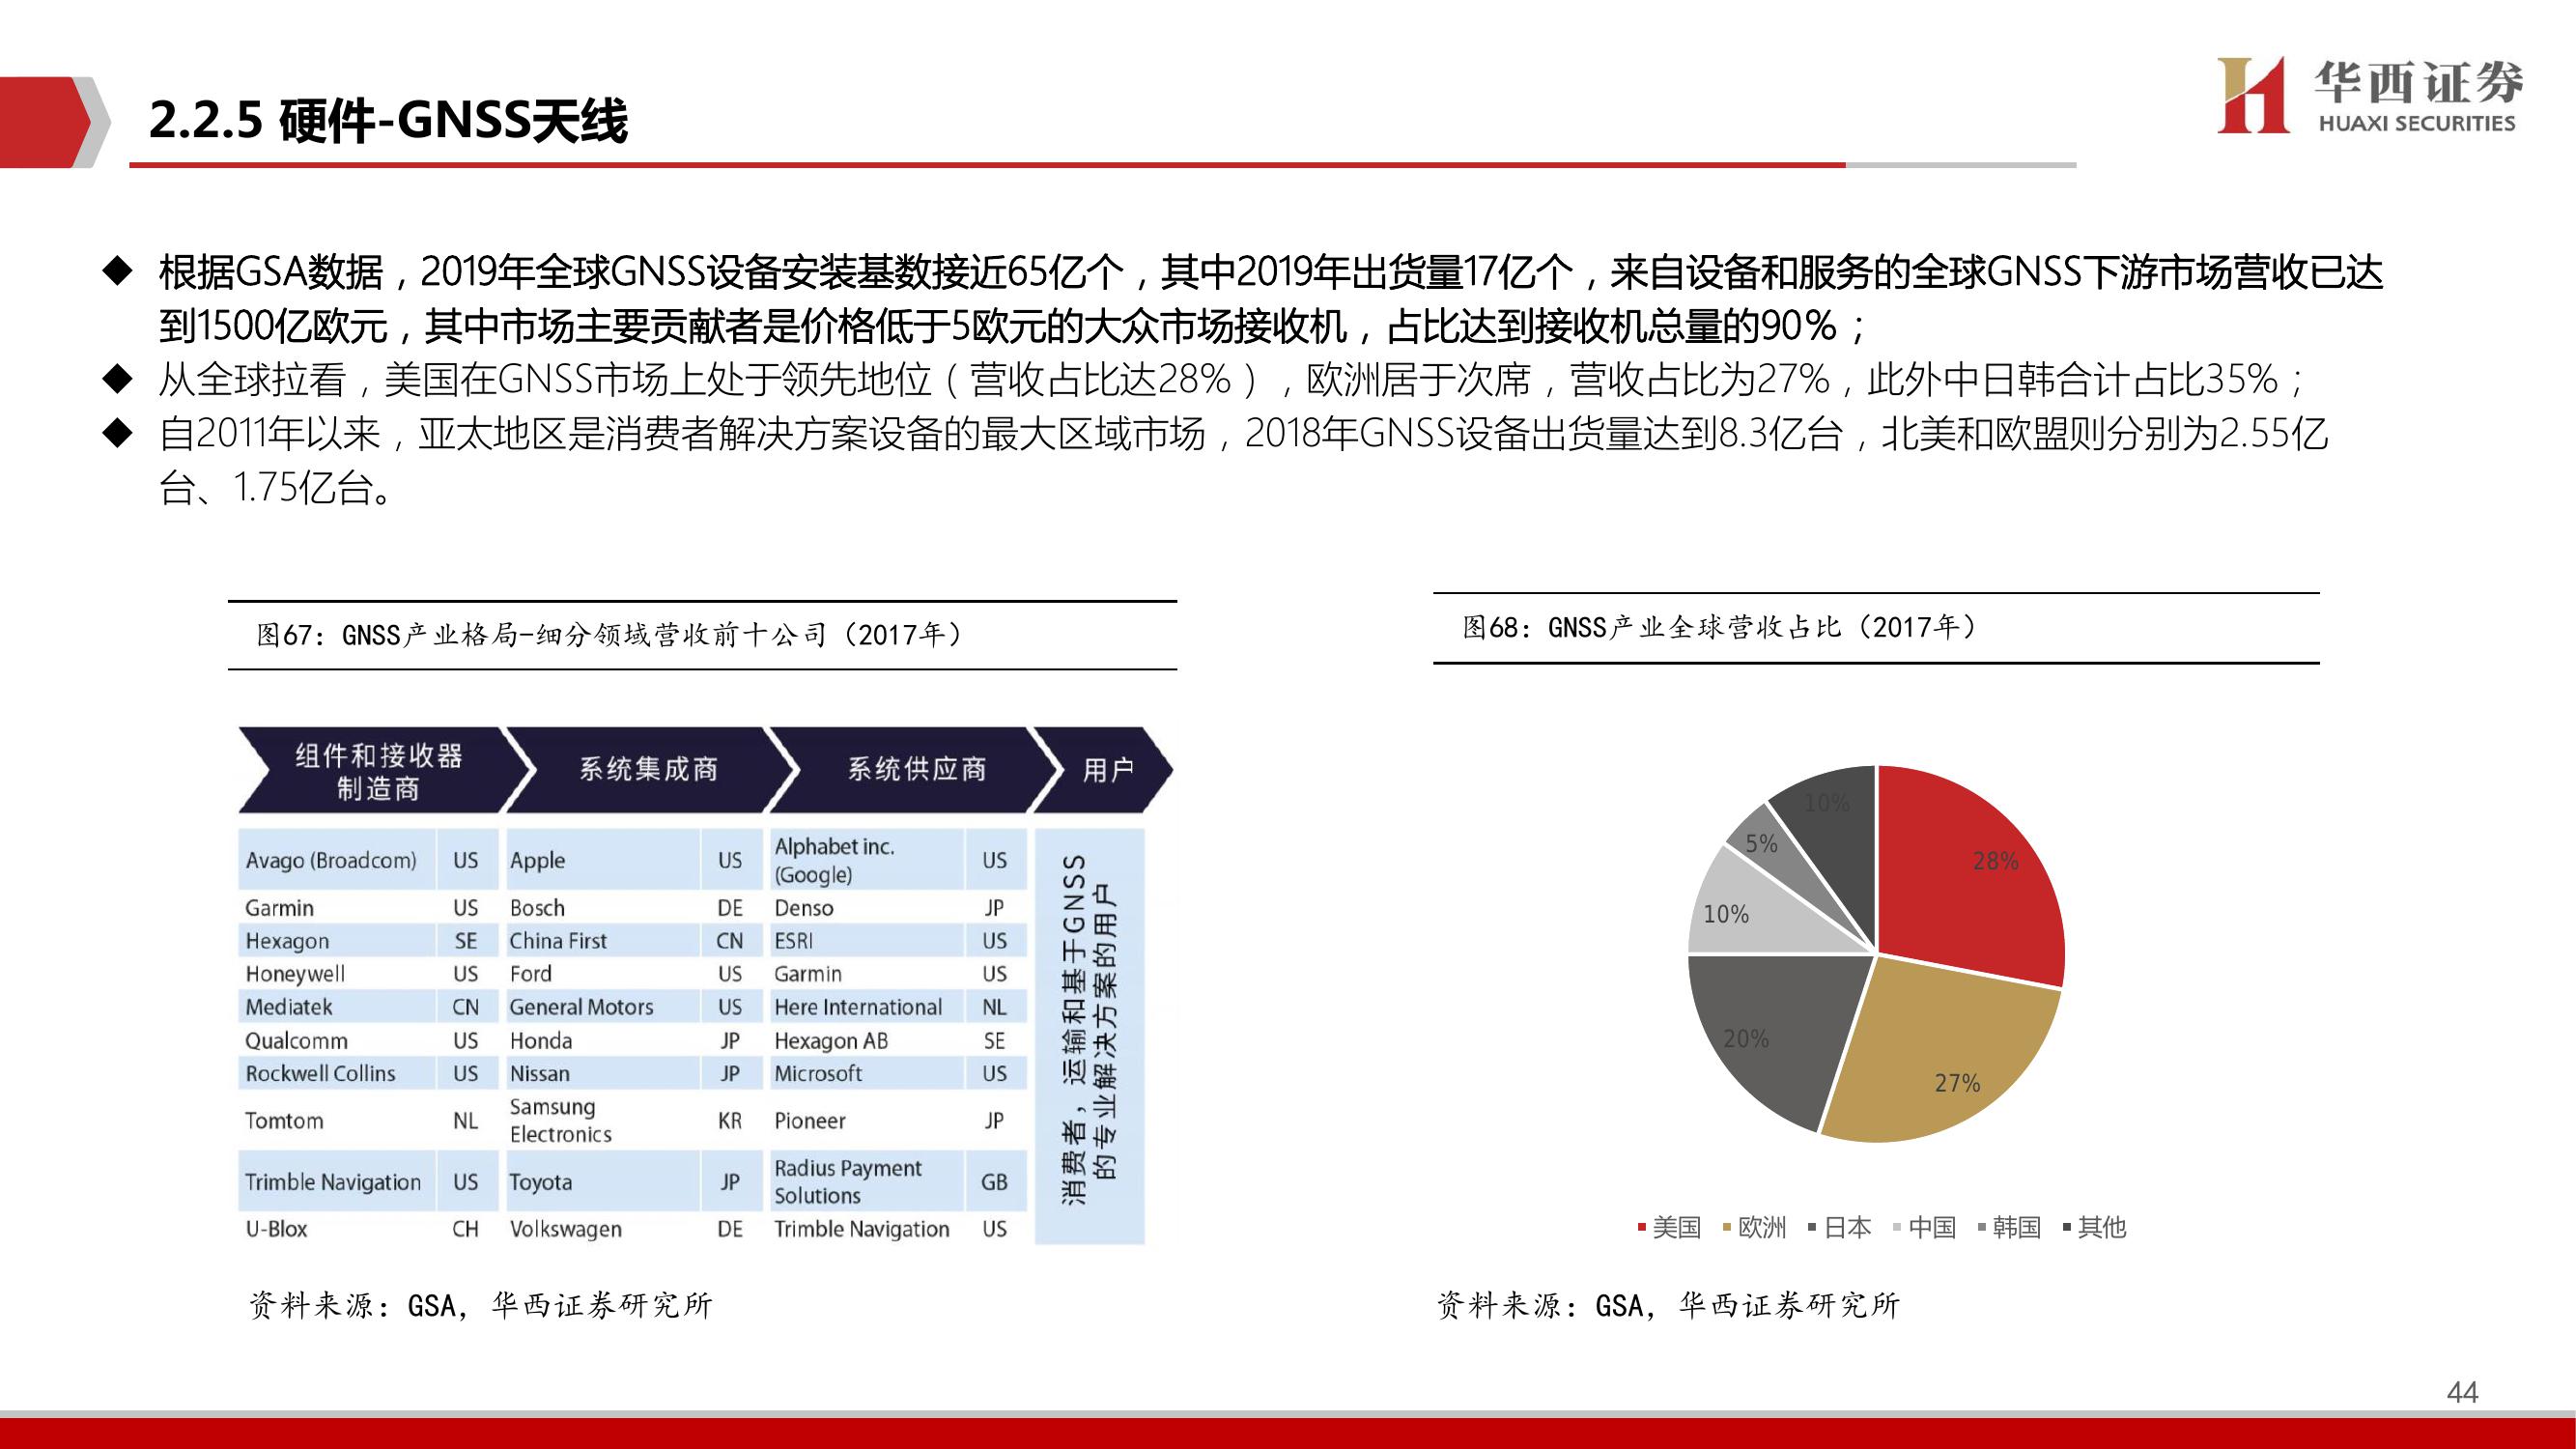 2.2.5 硬件-GNSS天线
华西证券
HUAXI SECURITIES
◆ 根据GSA数据，2019年全球GNSS设备安装基数接近65亿个，其中2019年出货量17亿个，来自设备和服务的全球GNSS下游市场营收已达
到1500亿欧元，其中市场主要贡献者是价格低于5欧元的大众市场接收机，占比达到接收机总量的90%；
◆ 从全球拉看，美国在GNSS市场上处于领先地位（营收占比达28%），欧洲居于次席，营收占比为27%，此外中日韩合计占比35%；
◆ 自2011年以来，亚太地区是消费者解决方案设备的最大区域市场，2018年GNSS设备出货量达到8.3亿台，北美和欧盟则分别为2.55亿
台、1.75亿台。
图67：GNSS产业格局-细分领域营收前十公司（2017年）
组件和接收器
制造商
系统集成商
系统供应商
用户
Avago (Broadcom) US Apple US Alphabet inc.
(Google) US
Garmin US Bosch DE Denso JP
Hexagon SE China First CN ESRI US
Honeywell US Ford US Garmin US
Mediatek CN General Motors US Here International NL
Qualcomm US Honda JP Hexagon AB SE
Rockwell Collins US Nissan JP Microsoft US
Tomtom NL Samsung
Electronics KR Pioneer JP
Trimble Navigation US Toyota JP Radius Payment
Solutions GB
U-Blox CH Volkswagen DE Trimble Navigation US
消费者，运输和基于GNSS
的专业解决方案的用户
资料来源：GSA，华西证券研究所
图68：GNSS产业全球营收占比（2017年）
10%
5%
28%
10%
20%
27%
美国 欧洲 日本 中国 韩国 其他
资料来源：GSA，华西证券研究所
44